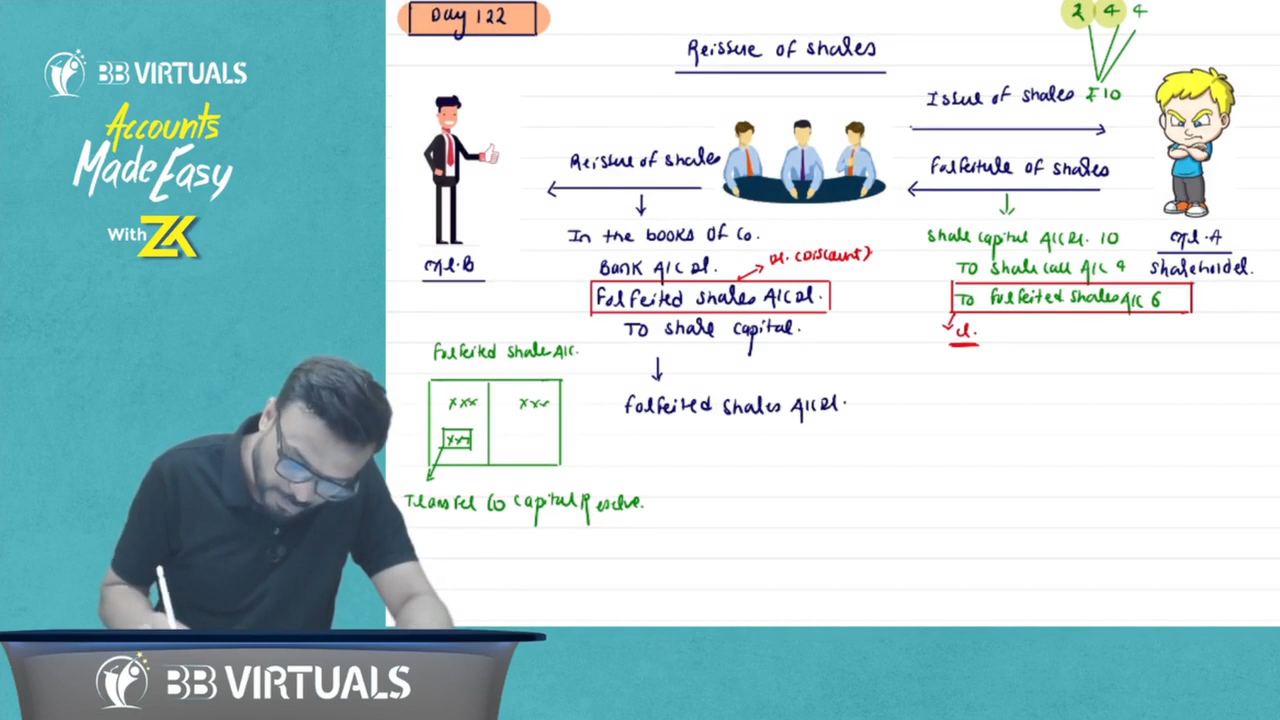 Day 122
2 4 4
BB VIRTUALS
Accounts
Made Easy
With ZK
Reissue of shares
Issue of shares ₹10
Reissue of shares
Forfeiture of shares
In the books of Co.
Bank A/c Dr.
Dr. (Discount)
Forfeited shares A/c Dr.
To share capital.
Mr. B
Share capital A/c Dr. 10
To share call A/c 4
To forfeited shares A/c 6
Cr.
Mr. A
Shareholder.
Forfeited share A/c.
xxx xxx
xxx
Transfer to capital Reserve.
Forfeited shares A/c Dr.
BB VIRTUALS